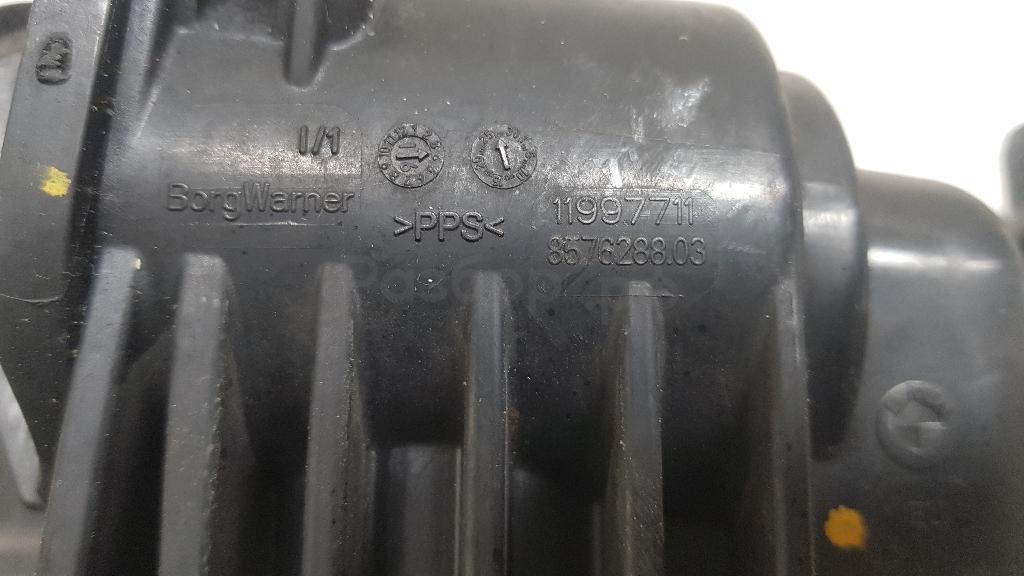 I/1
BorgWarner
>PPS<
11997711
8576288.03